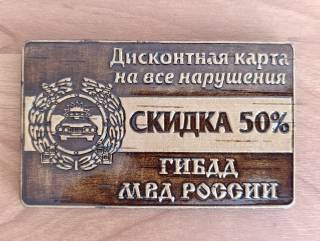 Дисконтная карта
на все нарушения
СКИДКА 50%
ГИБДД
МВД РОССИИ